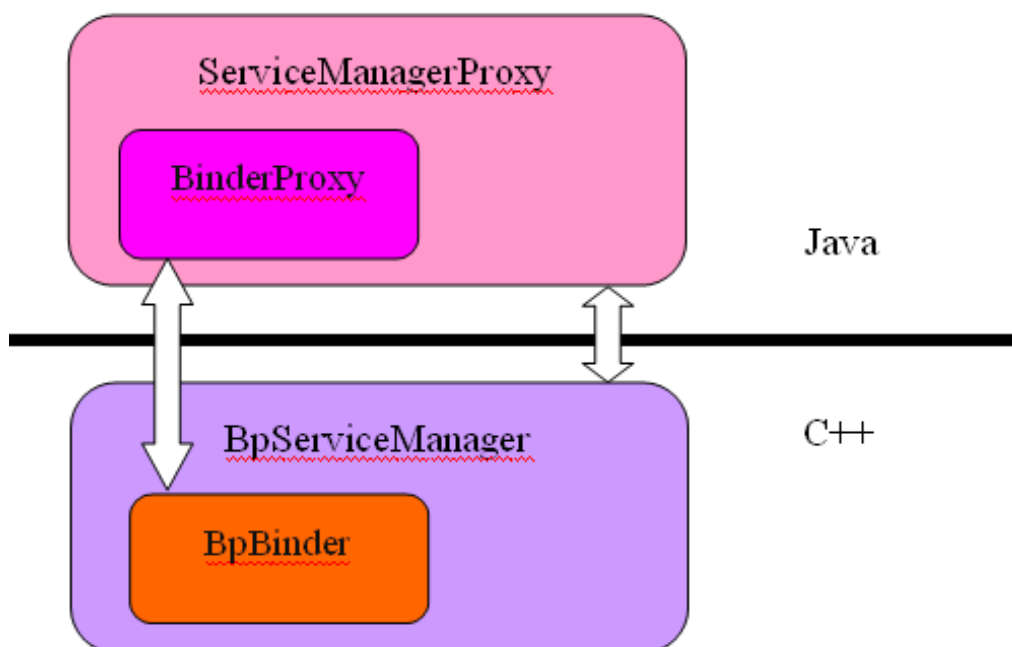 ServiceManagerProxy
BinderProxy
Java
BpServiceManager
C++
BpBinder